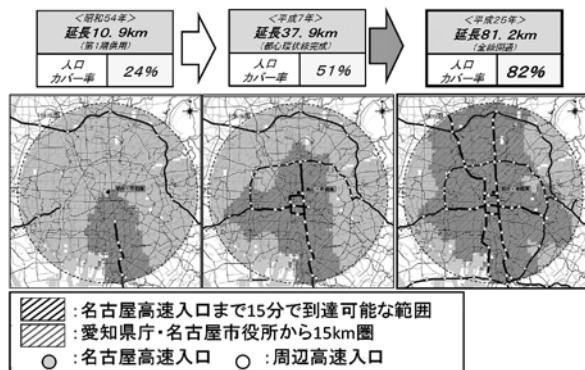 <昭和54年>
延長10.9km
(第1期供用)
人口
カバー率
24%
<平成7年>
延長37.9km
(都心環状線完成)
人口
カバー率
51%
<平成25年>
延長81.2km
(全線開通)
人口
カバー率
82%
:名古屋高速入口まで15分で到達可能な範囲
:愛知県庁・名古屋市役所から15km圏
:名古屋高速入口
:周辺高速入口